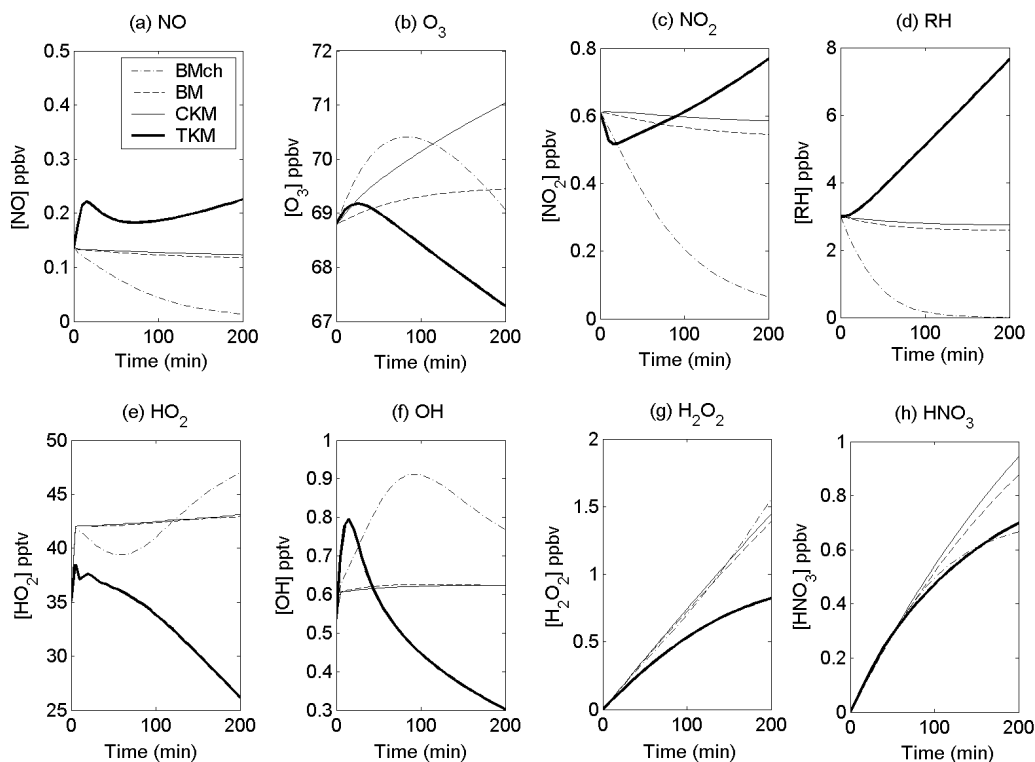 (a) NO
[NO] ppbv
0.5
0.4
0.3
0.2
0.1
0
0
100
200
Time (min)
BMch
BM
CKM
TKM
(b) O3
[O3] ppbv
72
71
70
69
68
67
0
100
200
Time (min)
(c) NO2
[NO2] ppbv
0.8
0.6
0.4
0.2
0
0
100
200
Time (min)
(d) RH
[RH] ppbv
8
6
4
2
0
0
100
200
Time (min)
(e) HO2
[HO2] pptv
50
45
40
35
30
25
0
100
200
Time (min)
(f) OH
[OH] pptv
1
0.9
0.8
0.7
0.6
0.5
0.4
0.3
0
100
200
Time (min)
(g) H2O2
[H2O2] ppbv
2
1.5
1
0.5
0
0
100
200
Time (min)
(h) HNO3
[HNO3] ppbv
1
0.8
0.6
0.4
0.2
0
0
100
200
Time (min)